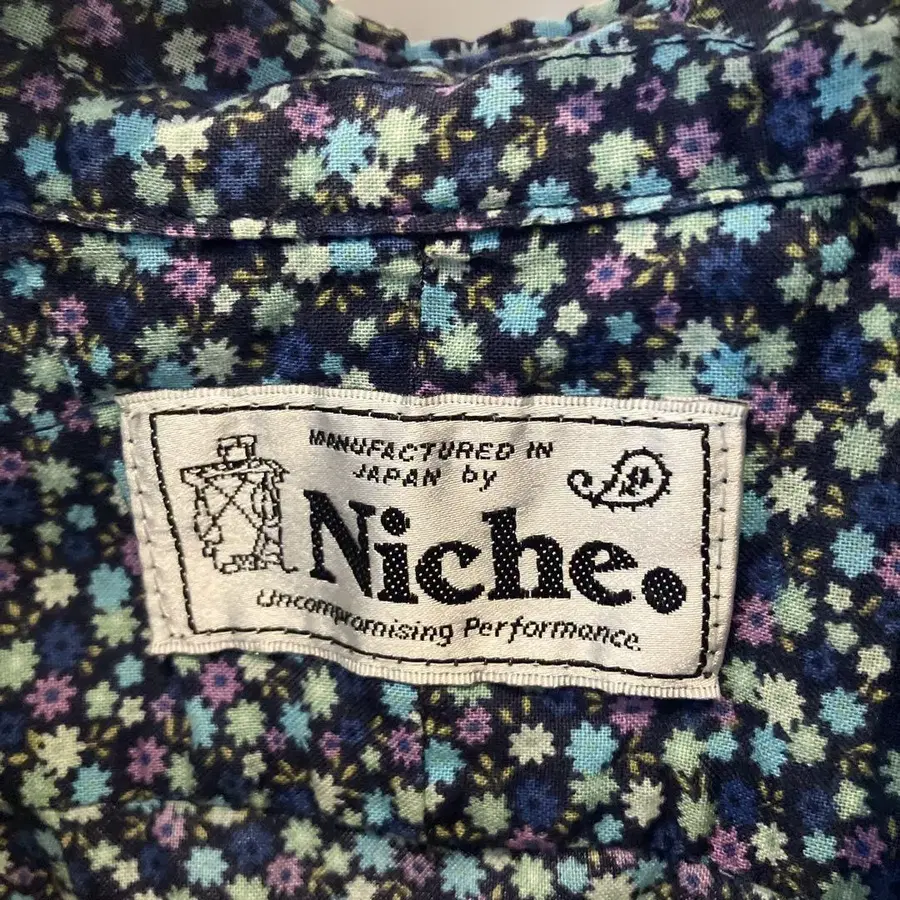 MANUFACTURED IN
JAPAN by
Niche.
Uncompromising Performance.